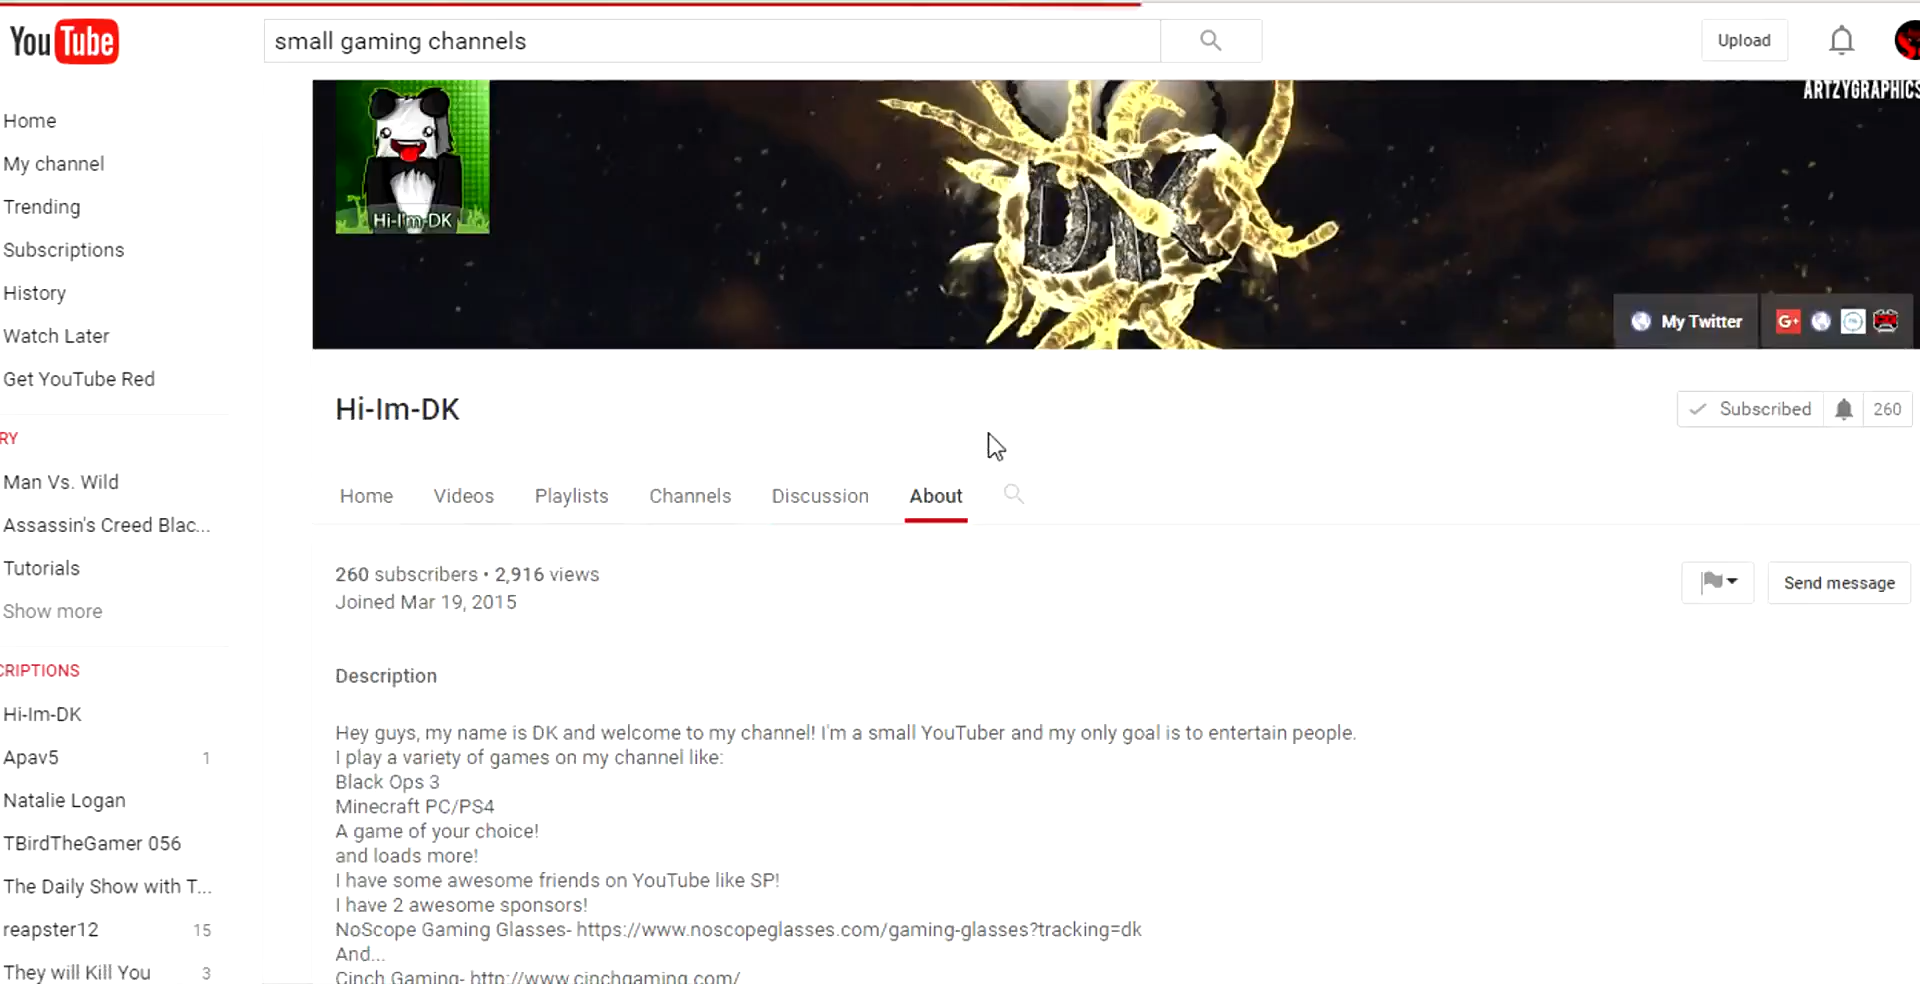 YouTube
small gaming channels
Upload
Home
My channel
Trending
Subscriptions
History
Watch Later
Get YouTube Red
RY
Man Vs. Wild
Assassin's Creed Blac...
Tutorials
Show more
CRIPTIONS
Hi-Im-DK
Apav5 1
Natalie Logan
TBirdTheGamer 056
The Daily Show with T...
reapster12 15
They will Kill You 3
Hi-I'm-DK
DK
ARTZYGRAPHICS
My Twitter
G+
Hi-Im-DK
Subscribed 260
Home Videos Playlists Channels Discussion About
260 subscribers • 2,916 views
Joined Mar 19, 2015
Send message
Description
Hey guys, my name is DK and welcome to my channel! I'm a small YouTuber and my only goal is to entertain people.
I play a variety of games on my channel like:
Black Ops 3
Minecraft PC/PS4
A game of your choice!
and loads more!
I have some awesome friends on YouTube like SP!
I have 2 awesome sponsors!
NoScope Gaming Glasses- https://www.noscopeglasses.com/gaming-glasses?tracking=dk
And...
Cinch Gaming- http://www.cinchgaming.com/